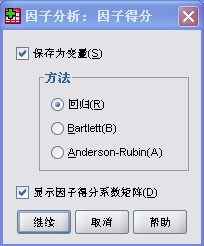 因子分析：因子得分
保存为变量(S)
方法
回归(R)
Bartlett(B)
Anderson-Rubin(A)
显示因子得分系数矩阵(D)
继续
取消
帮助